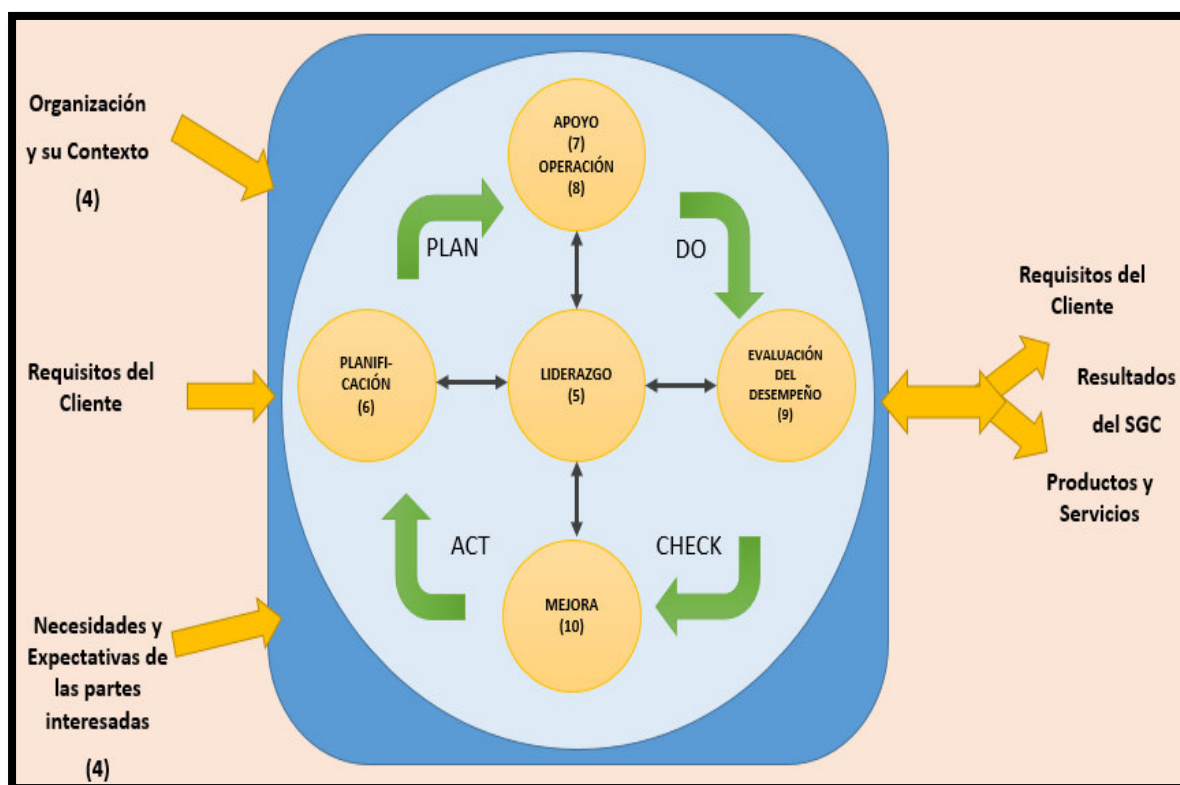 Organización
y su Contexto
(4)
Requisitos del
Cliente
Necesidades y
Expectativas de
las partes
interesadas
(4)
APOYO
(7)
OPERACIÓN
(8)
PLAN
DO
PLANIFI-
CACIÓN
(6)
LIDERAZGO
(5)
EVALUACIÓN
DEL
DESEMPEÑO
(9)
ACT
CHECK
MEJORA
(10)
Requisitos del
Cliente
Resultados
del SGC
Productos y
Servicios